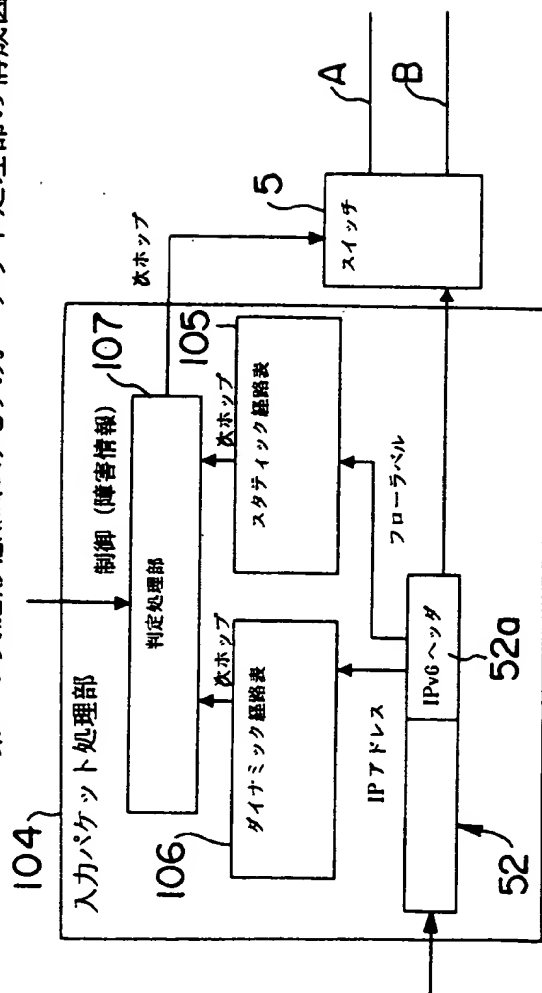 104
入力パケット処理部
制御（障害情報）
107
判定処理部
次ホップ
次ホップ
次ホップ
106
ダイナミック経路表
105
スタティック経路表
5
スイッチ
A
B
IPアドレス
フローラベル
IPv6ヘッダ
52
52a